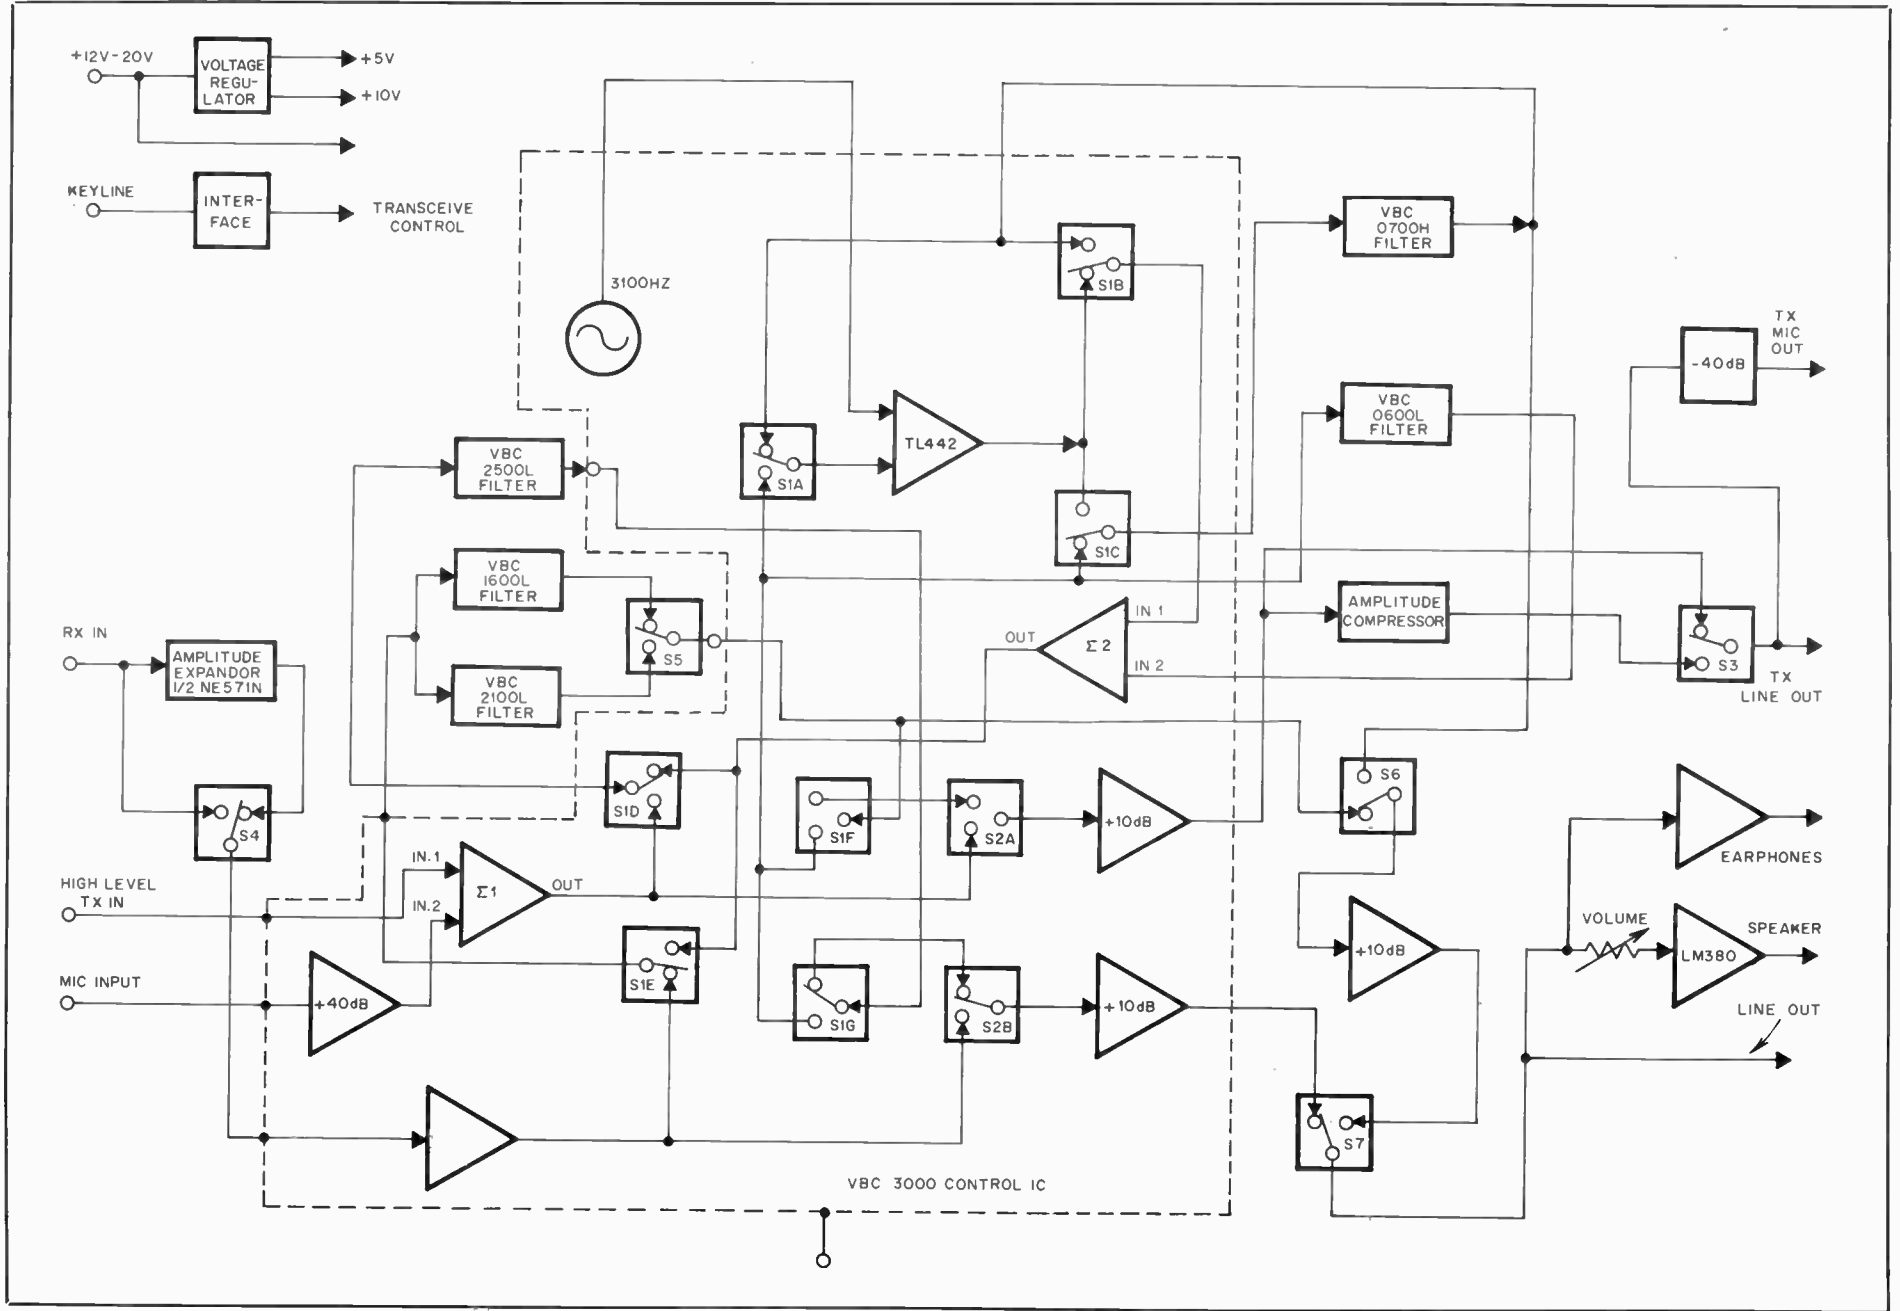 +12V-20V
VOLTAGE
REGU-
LATOR
+5V
+10V
KEYLINE
INTER-
FACE
TRANSCEIVE
CONTROL
3100HZ
S1B
VBC
0700H
FILTER
TX
MIC
OUT
-40dB
VBC
0600L
FILTER
TL442
S1A
VBC
2500L
FILTER
S1C
VBC
1600L
FILTER
AMPLITUDE
COMPRESSOR
IN 1
OUT
Σ2
IN 2
RX IN
AMPLITUDE
EXPANDOR
1/2 NE571N
S5
S3
VBC
2100L
FILTER
TX
LINE OUT
S6
S1D
S1F
S2A
+10dB
S4
EARPHONES
IN.1
HIGH LEVEL
TX IN
Σ1
OUT
IN.2
VOLUME
SPEAKER
+10dB
LM380
MIC INPUT
+40dB
S1E
S1G
S2B
+10dB
LINE OUT
S7
VBC 3000 CONTROL IC